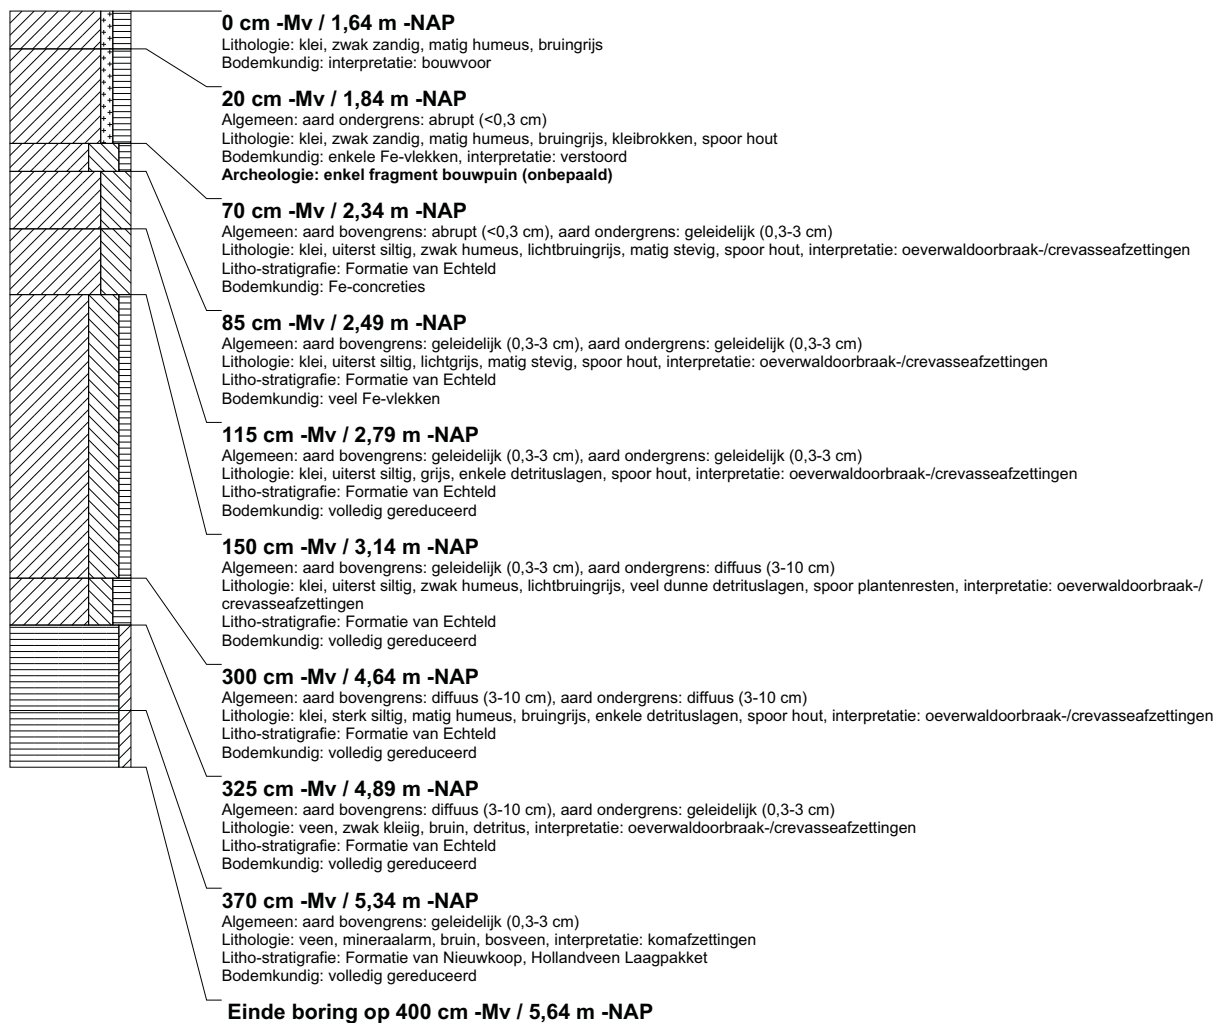 0 cm -Mv / 1,64 m -NAP
Lithologie: klei, zwak zandig, matig humeus, bruingrijs
Bodemkundig: interpretatie: bouwvoor
20 cm -Mv / 1,84 m -NAP
Algemeen: aard ondergrens: abrupt (<0,3 cm)
Lithologie: klei, zwak zandig, matig humeus, bruingrijs, kleibrokken, spoor hout
Bodemkundig: enkele Fe-vlekken, interpretatie: verstoord
Archeologie: enkel fragment bouwpuin (onbepaald)
70 cm -Mv / 2,34 m -NAP
Algemeen: aard bovengrens: abrupt (<0,3 cm), aard ondergrens: geleidelijk (0,3-3 cm)
Lithologie: klei, uiterst siltig, zwak humeus, lichtbruingrijs, matig stevig, spoor hout, interpretatie: oeverwaldoorbraak-/crevasseafzettingen
Litho-stratigrafie: Formatie van Echteld
Bodemkundig: Fe-concreties
85 cm -Mv / 2,49 m -NAP
Algemeen: aard bovengrens: geleidelijk (0,3-3 cm), aard ondergrens: geleidelijk (0,3-3 cm)
Lithologie: klei, uiterst siltig, lichtgrijs, matig stevig, spoor hout, interpretatie: oeverwaldoorbraak-/crevasseafzettingen
Litho-stratigrafie: Formatie van Echteld
Bodemkundig: veel Fe-vlekken
115 cm -Mv / 2,79 m -NAP
Algemeen: aard bovengrens: geleidelijk (0,3-3 cm), aard ondergrens: geleidelijk (0,3-3 cm)
Lithologie: klei, uiterst siltig, grijs, enkele detrituslagen, spoor hout, interpretatie: oeverwaldoorbraak-/crevasseafzettingen
Litho-stratigrafie: Formatie van Echteld
Bodemkundig: volledig gereduceerd
150 cm -Mv / 3,14 m -NAP
Algemeen: aard bovengrens: geleidelijk (0,3-3 cm), aard ondergrens: diffuus (3-10 cm)
Lithologie: klei, uiterst siltig, zwak humeus, lichtbruingrijs, veel dunne detrituslagen, spoor plantenresten, interpretatie: oeverwaldoorbraak-/
crevasseafzettingen
Litho-stratigrafie: Formatie van Echteld
Bodemkundig: volledig gereduceerd
300 cm -Mv / 4,64 m -NAP
Algemeen: aard bovengrens: diffuus (3-10 cm), aard ondergrens: diffuus (3-10 cm)
Lithologie: klei, sterk siltig, matig humeus, bruingrijs, enkele detrituslagen, spoor hout, interpretatie: oeverwaldoorbraak-/crevasseafzettingen
Litho-stratigrafie: Formatie van Echteld
Bodemkundig: volledig gereduceerd
325 cm -Mv / 4,89 m -NAP
Algemeen: aard bovengrens: diffuus (3-10 cm), aard ondergrens: geleidelijk (0,3-3 cm)
Lithologie: veen, zwak kleiig, bruin, detritus, interpretatie: oeverwaldoorbraak-/crevasseafzettingen
Litho-stratigrafie: Formatie van Echteld
Bodemkundig: volledig gereduceerd
370 cm -Mv / 5,34 m -NAP
Algemeen: aard bovengrens: geleidelijk (0,3-3 cm)
Lithologie: veen, mineraalarm, bruin, bosveen, interpretatie: komafzettingen
Litho-stratigrafie: Formatie van Nieuwkoop, Hollandveen Laagpakket
Bodemkundig: volledig gereduceerd
Einde boring op 400 cm -Mv / 5,64 m -NAP